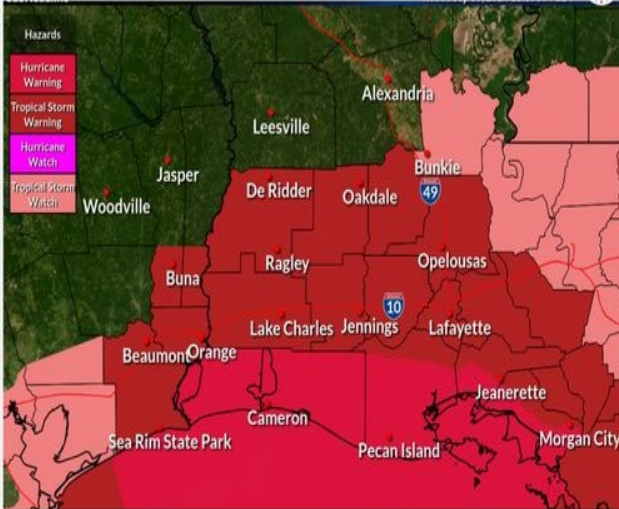 Hazards
Hurricane
Warning
Tropical Storm
Warning
Hurricane
Watch
Tropical Storm
Watch
Alexandria
Leesville
Jasper
Bunkie
Woodville
De Ridder
Oakdale
49
Ragley
Opelousas
Buna
10
Lake Charles
Jennings
Lafayette
Beaumont
Orange
Jeanerette
Cameron
Sea Rim State Park
Pecan Island
Morgan City